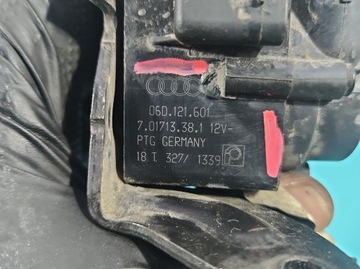 06D.121.601
7.01713.38.1 12V-
PTG GERMANY
18 T 327/ 1339